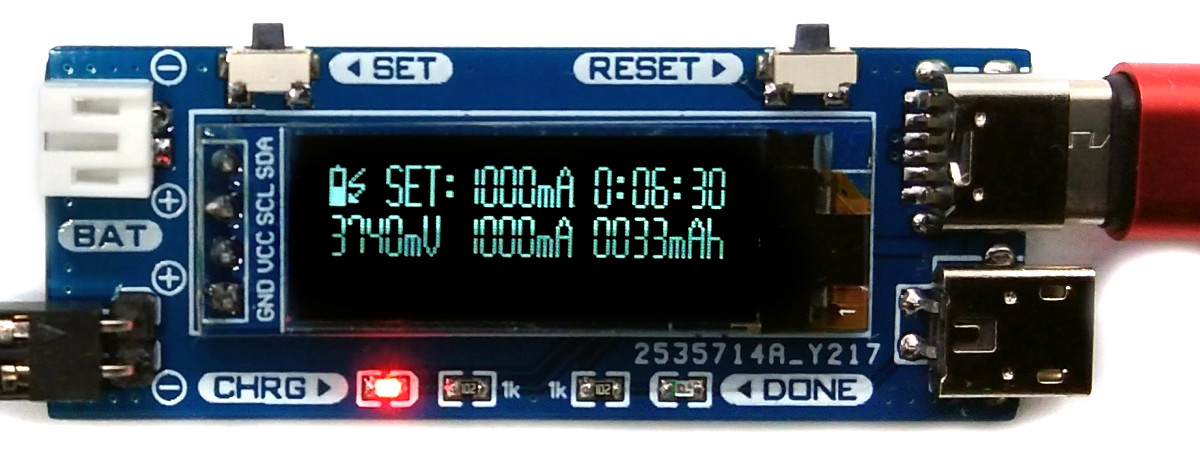 SET
RESET
SET: 1000mA 0:06:30
3740mV 1000mA 0033mAh
GND VCC SCL SDA
BAT
2535714A_Y217
CHRG
102
1k
1k
102
DONE
1